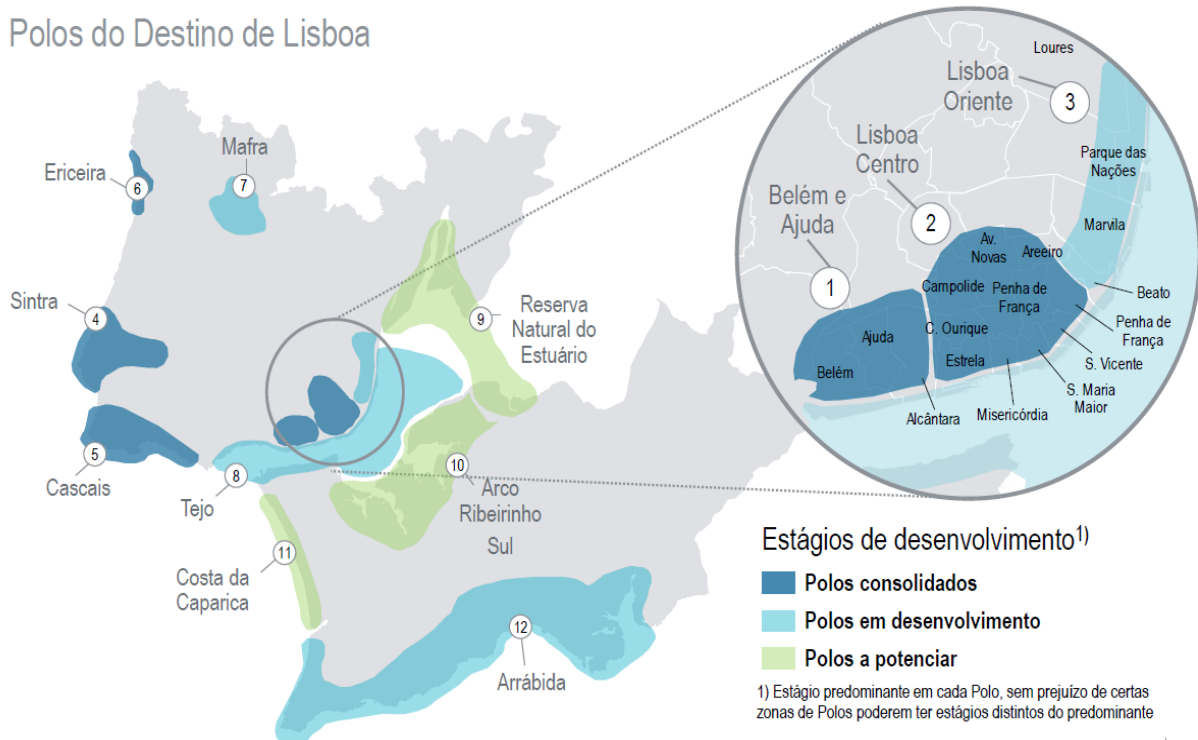 Polos do Destino de Lisboa
Loures
Lisboa
Oriente
3
Lisboa
Centro
2
Parque das
Nações
Belém e
Ajuda
1
Marvila
Av.
Novas
Areeiro
Campolide
Penha de
França
Beato
Penha de
França
C. Ourique
Ajuda
Estrela
S. Vicente
Belém
S. Maria
Maior
Alcântara
Misericórdia
Mafra
7
Ericeira
6
Sintra
4
9
Reserva
Natural do
Estuário
5
Cascais
8
Tejo
10
Arco
Ribeirinho
Sul
11
Costa da
Caparica
12
Arrábida
Estágios de desenvolvimento1)
Polos consolidados
Polos em desenvolvimento
Polos a potenciar
1) Estágio predominante em cada Polo, sem prejuízo de certas
zonas de Polos poderem ter estágios distintos do predominante